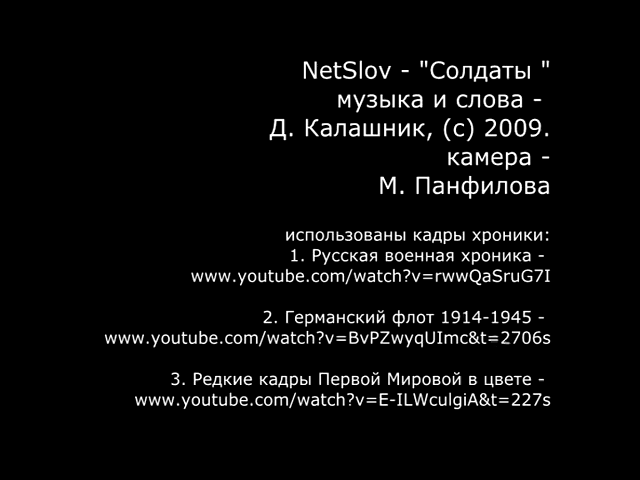 NetSlov - "Солдаты "
музыка и слова -
Д. Калашник, (с) 2009.
камера -
М. Панфилова
использованы кадры хроники:
1. Русская военная хроника -
www.youtube.com/watch?v=rwwQaSruG7I
2. Германский флот 1914-1945 -
www.youtube.com/watch?v=BvPZwyqUImc&t=2706s
3. Редкие кадры Первой Мировой в цвете -
www.youtube.com/watch?v=E-ILWculgiA&t=227s